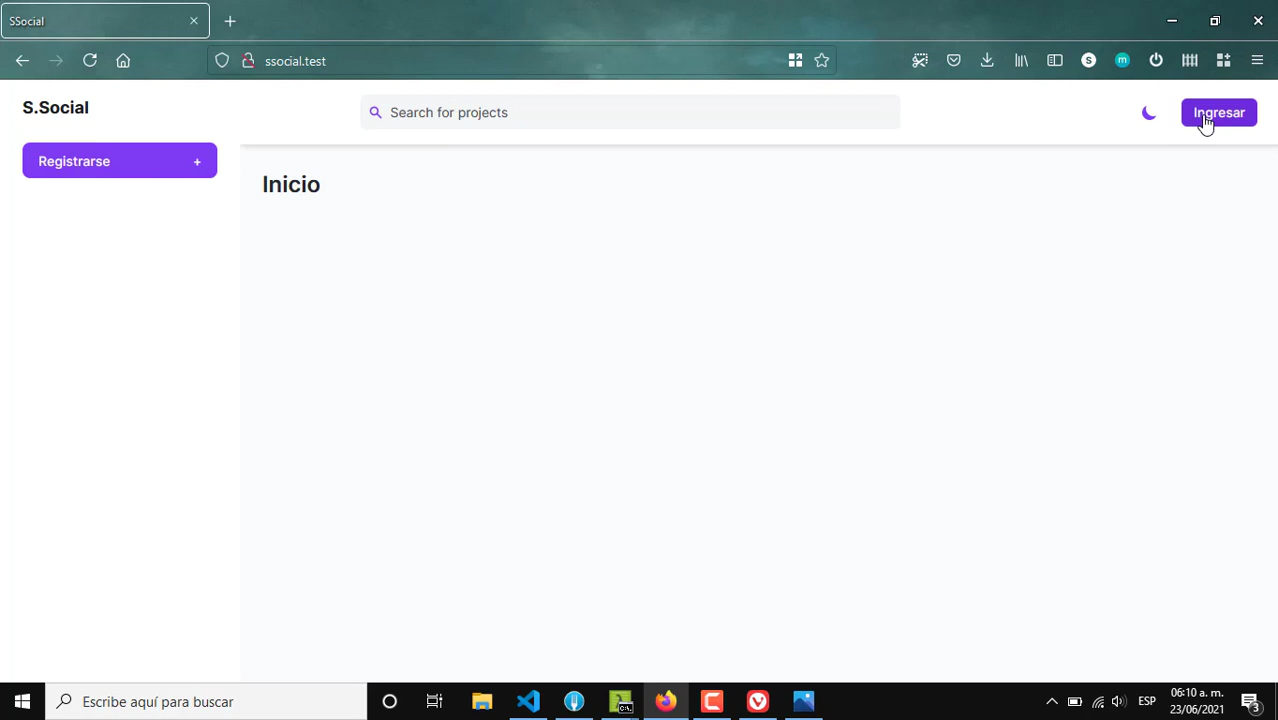 SSocial
ssocial.test
S
m
S.Social
Search for projects
Ingresar
Registrarse +
Inicio
Escribe aquí para buscar
C:\.
ESP
06:10 a. m.
23/06/2021
3